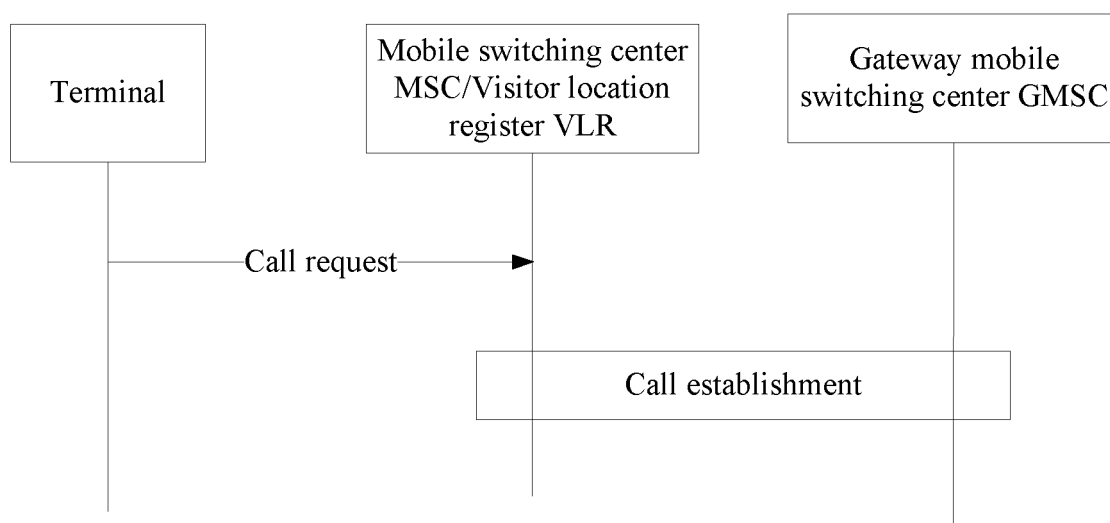 Terminal
Mobile switching center
MSC/Visitor location
register VLR
Gateway mobile
switching center GMSC
Call request
Call establishment